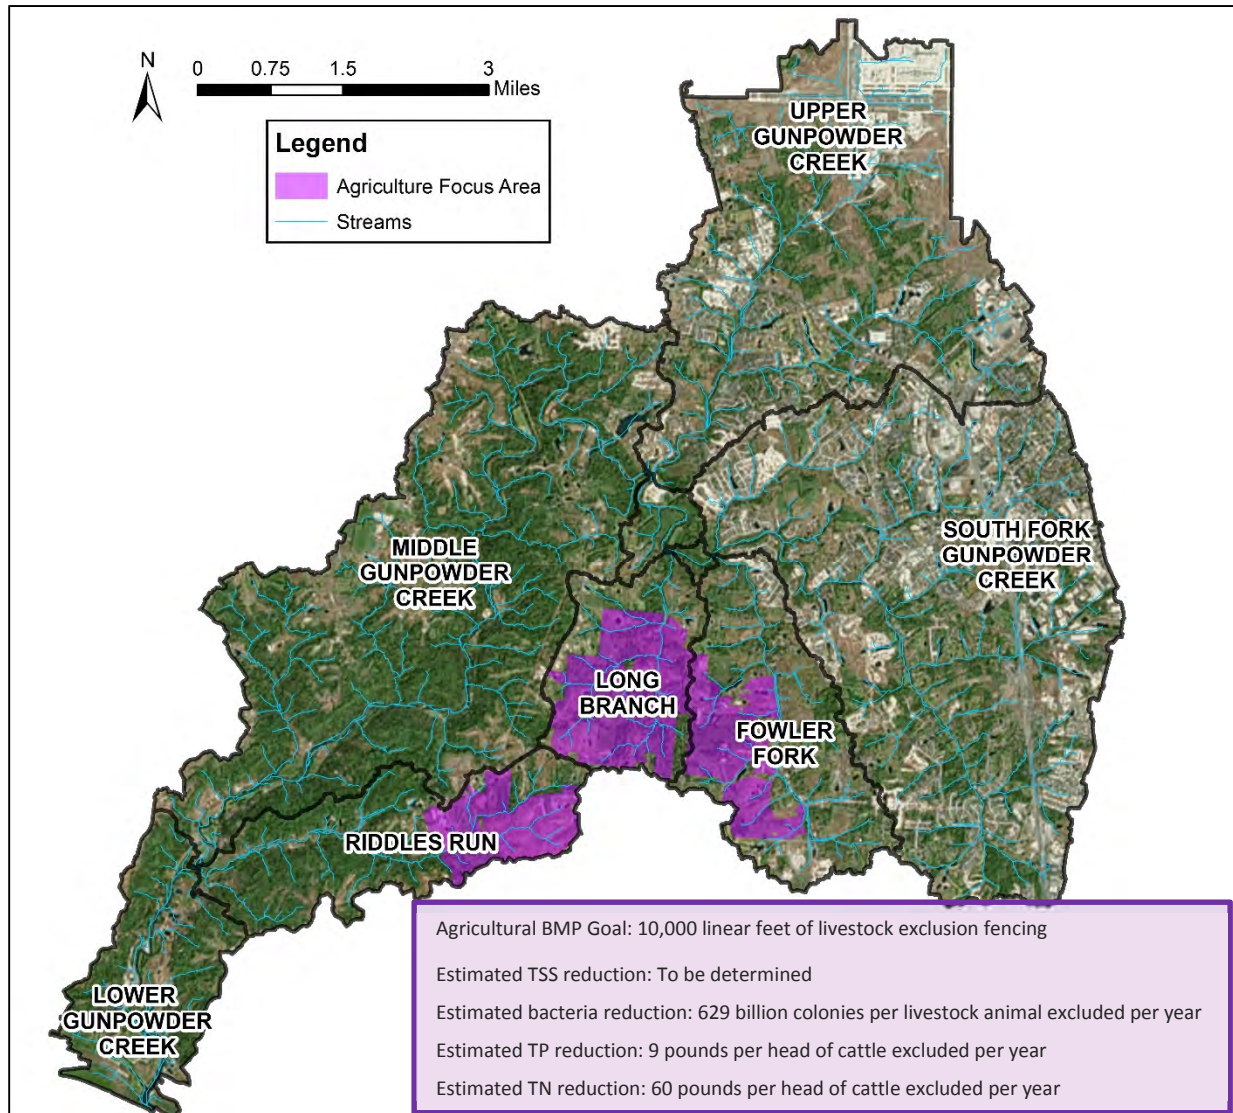 N
0 0.75 1.5 3
Miles
Legend
Agriculture Focus Area
Streams
UPPER
GUNPOWDER
CREEK
MIDDLE
GUNPOWDER
CREEK
SOUTH FORK
GUNPOWDER
CREEK
LONG
BRANCH
FOWLER
FORK
RIDDLES RUN
LOWER
GUNPOWDER
CREEK
Agricultural BMP Goal: 10,000 linear feet of livestock exclusion fencing
Estimated TSS reduction: To be determined
Estimated bacteria reduction: 629 billion colonies per livestock animal excluded per year
Estimated TP reduction: 9 pounds per head of cattle excluded per year
Estimated TN reduction: 60 pounds per head of cattle excluded per year